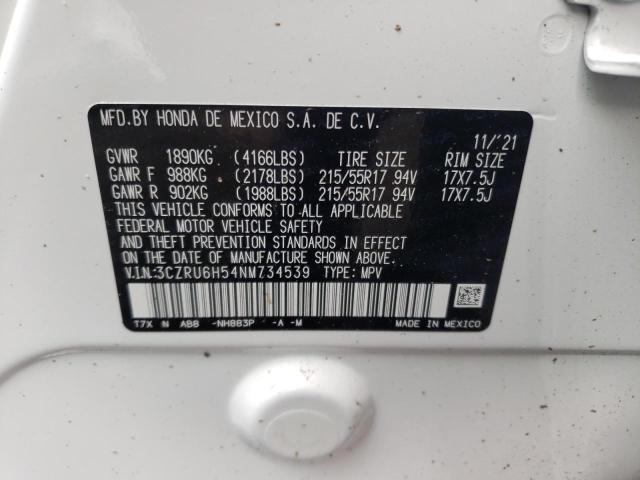 MFD.BY HONDA DE MEXICO S.A. DE C.V.
11/'21
GVWR 1890KG (4166LBS) TIRE SIZE RIM SIZE
GAWR F 988KG (2178LBS) 215/55R17 94V 17X7.5J
GAWR R 902KG (1988LBS) 215/55R17 94V 17X7.5J
THIS VEHICLE CONFORMS TO ALL APPLICABLE
FEDERAL MOTOR VEHICLE SAFETY
AND THEFT PREVENTION STANDARDS IN EFFECT
ON THE DATE OF MANUFACTURE SHOWN ABOVE.
V.I.N:3CZRU6H54NM734539 TYPE: MPV
T7X N AB8 -NH883P -A -M MADE IN MEXICO